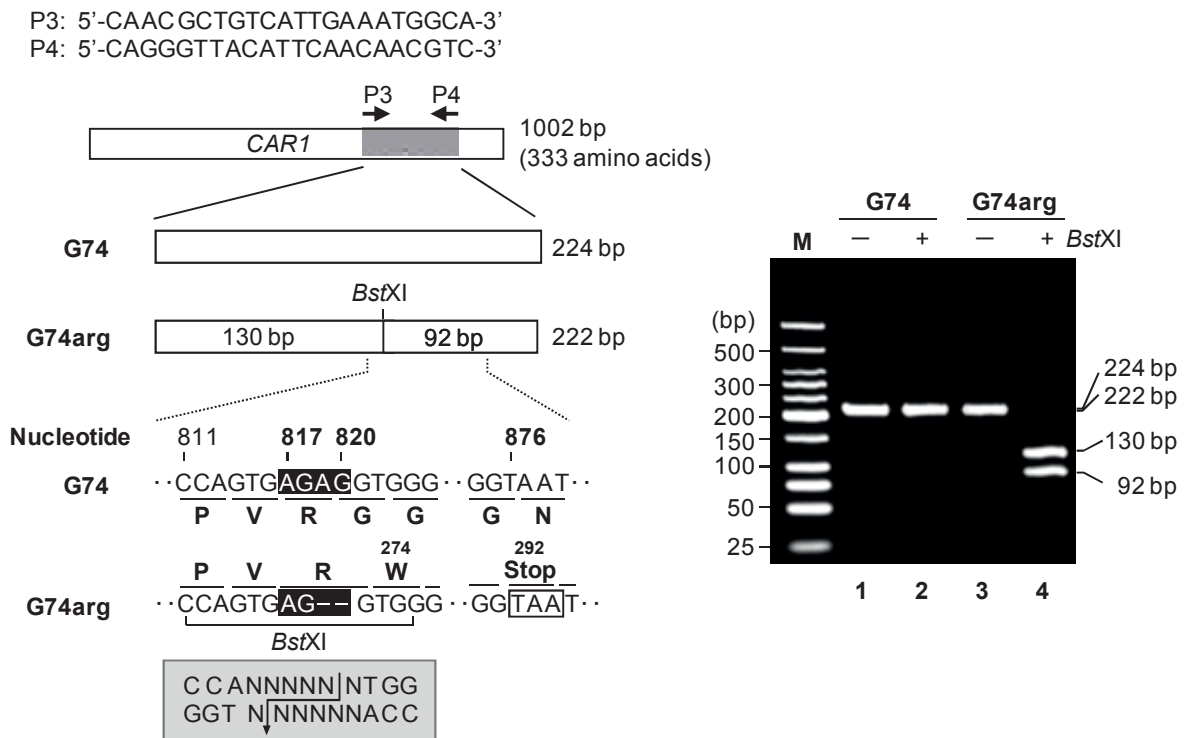 P3: 5’-CAACGCTGTCATTGAAATGGCA-3’
P4: 5’-CAGGGTTACATTCAACAACGTC-3’
P3 P4
CAR1
1002 bp
(333 amino acids)
G74
224 bp
BstXI
G74arg
130 bp
92 bp
222 bp
Nucleotide
811 817 820 876
G74
··CCAGTGAGAGGTGGG ··GGTAAT··
P V R G G G N
274 292
P V R W Stop
G74arg
··CCAGTGAG−−GTGGG ··GGTAAT··
BstXI
CCANNNNNNTGG
GGTNNNNNNACC
G74 G74arg
M − + − + BstXI
(bp)
500
300
200
150
100
50
25
224 bp
222 bp
130 bp
92 bp
1 2 3 4